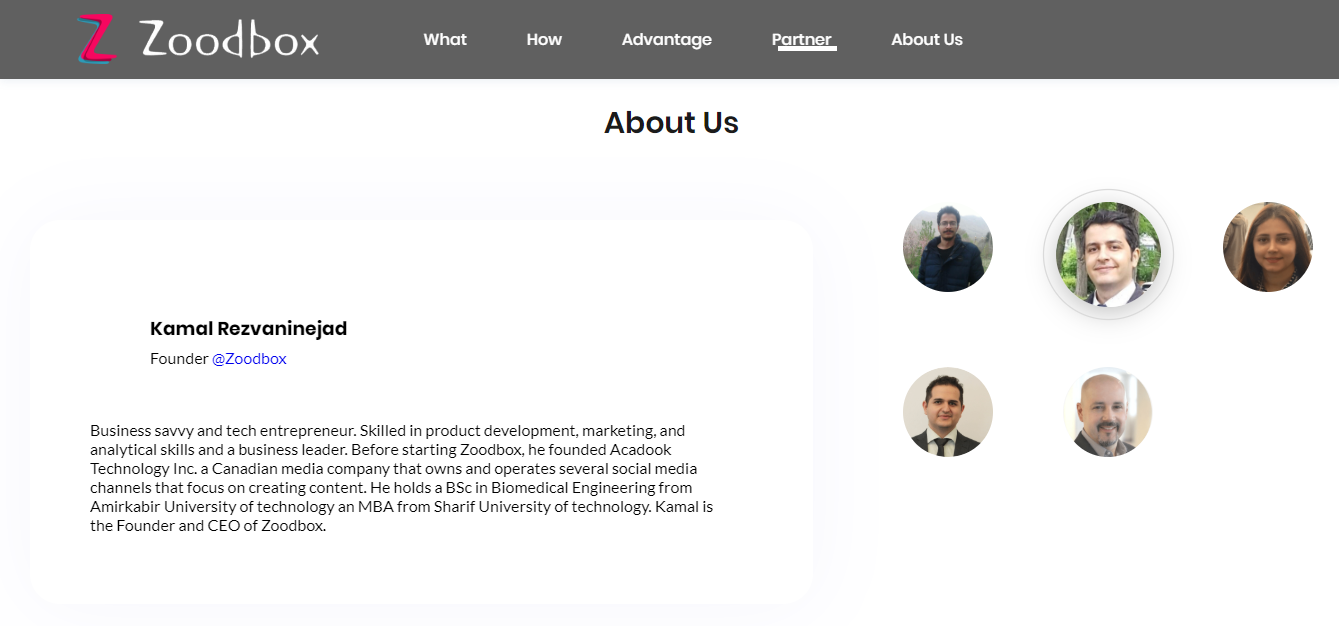 Zoodbox
What How Advantage Partner About Us
About Us
Kamal Rezvaninejad
Founder @Zoodbox
Business savvy and tech entrepreneur. Skilled in product development, marketing, and
analytical skills and a business leader. Before starting Zoodbox, he founded Acadook
Technology Inc. a Canadian media company that owns and operates several social media
channels that focus on creating content. He holds a BSc in Biomedical Engineering from
Amirkabir University of technology an MBA from Sharif University of technology. Kamal is
the Founder and CEO of Zoodbox.